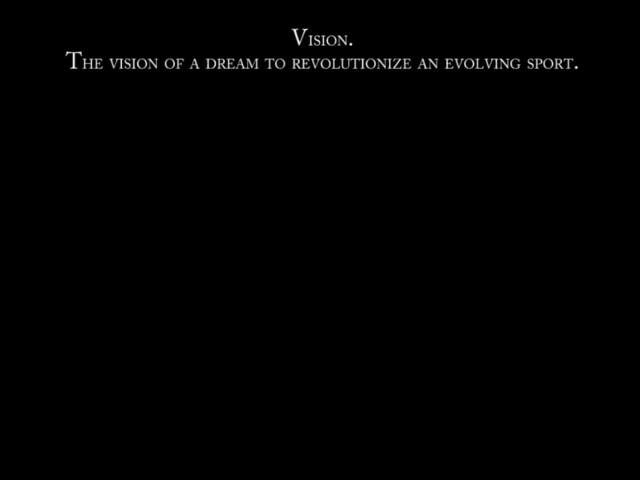 Vision.
The vision of a dream to revolutionize an evolving sport.